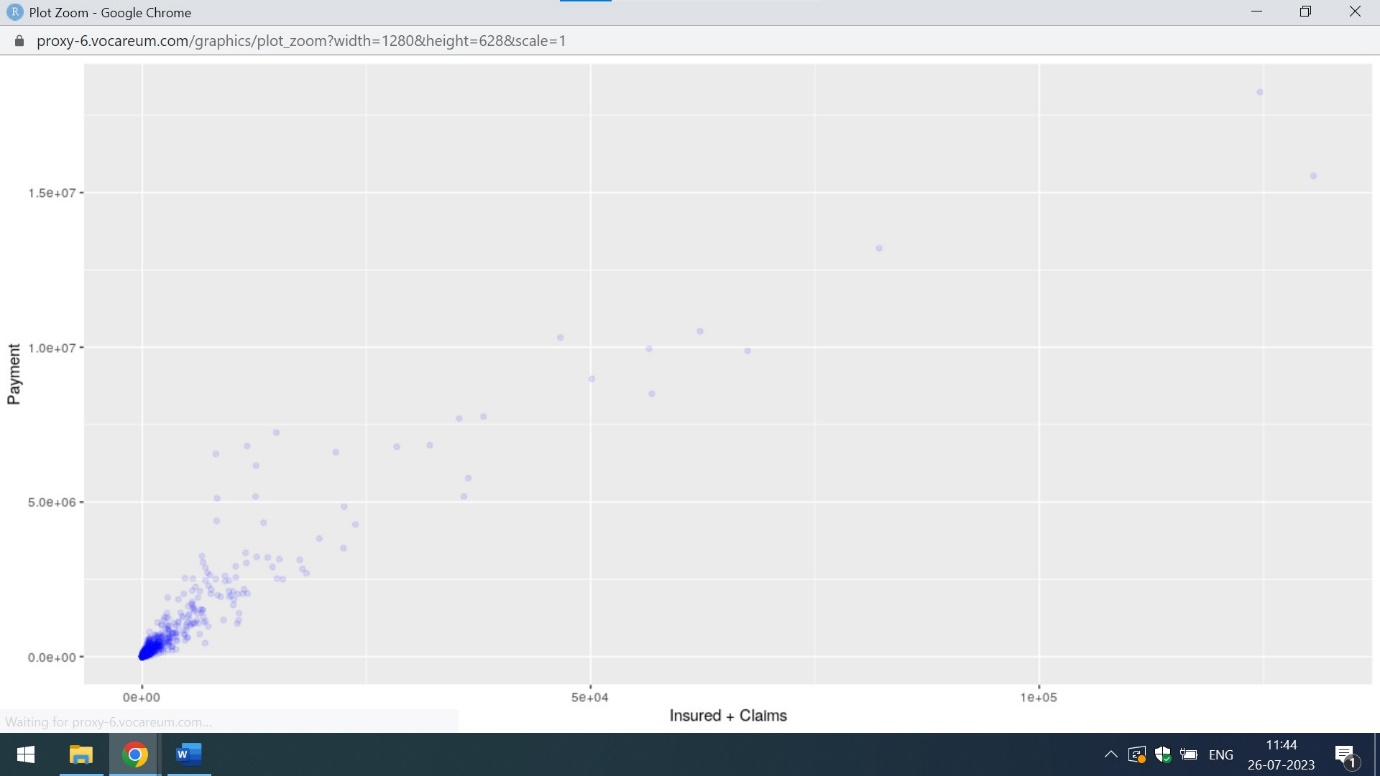 R Plot Zoom - Google Chrome
proxy-6.vocareum.com/graphics/plot_zoom?width=1280&height=628&scale=1
1.5e+07
1.0e+07
5.0e+06
0.0e+00
Payment
0e+00 5e+04 1e+05
Insured + Claims
Waiting for proxy-6.vocareum.com...
W
ENG
11:44
26-07-2023
1